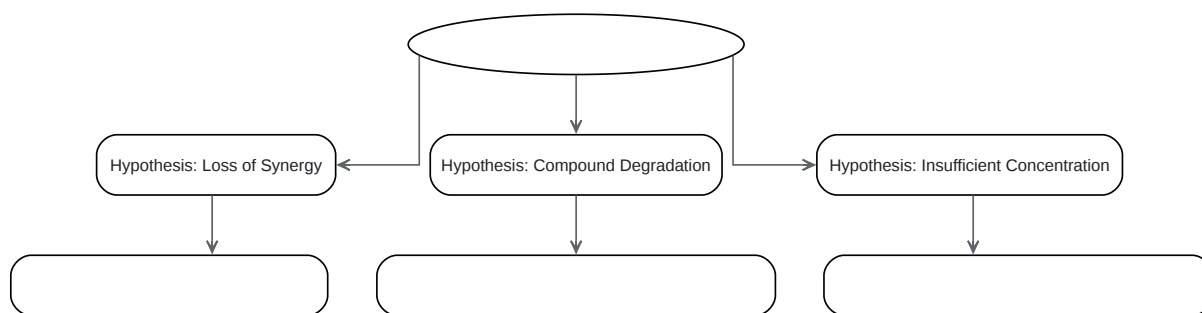 Hypothesis: Loss of Synergy
Hypothesis: Compound Degradation
Hypothesis: Insufficient Concentration